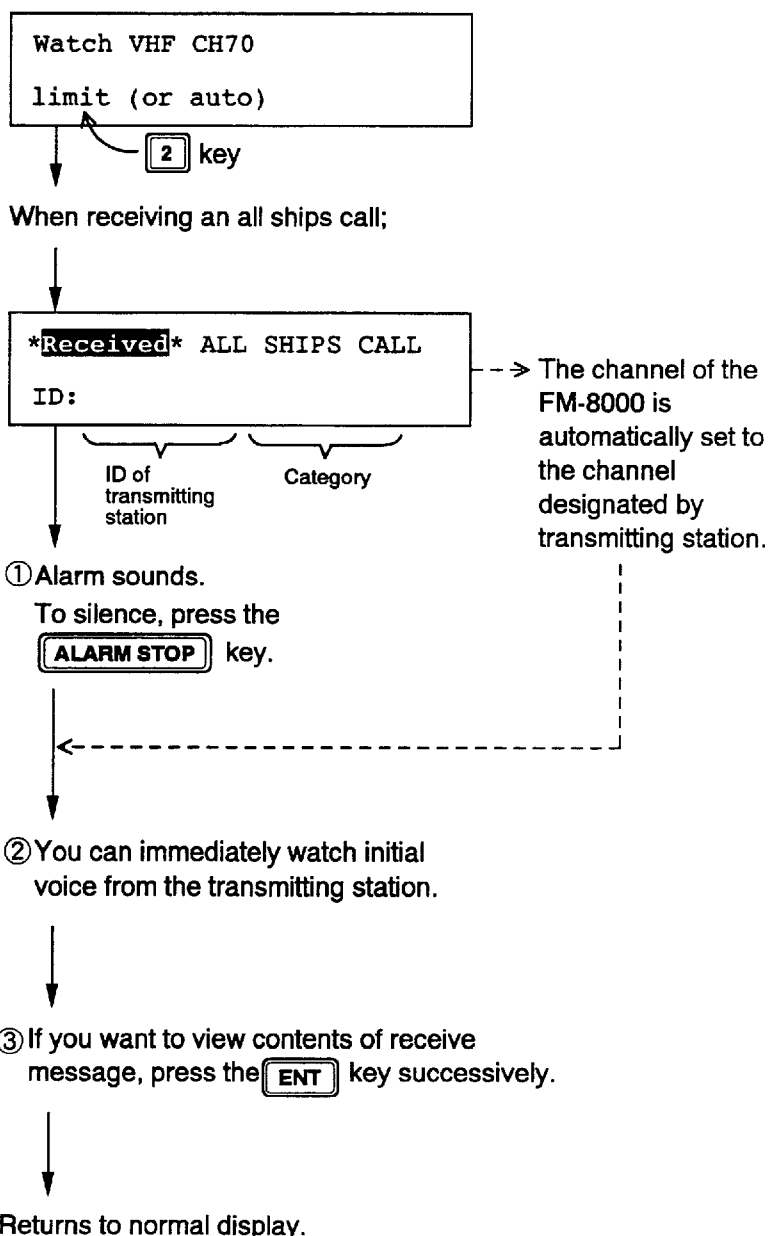 Watch VHF CH70
limit (or auto)
2 key
When receiving an all ships call;
*Received* ALL SHIPS CALL
ID:
ID of
transmitting
station
Category
The channel of the
FM-8000 is
automatically set to
the channel
designated by
transmitting station.
①Alarm sounds.
To silence, press the
ALARM STOP key.
②You can immediately watch initial
voice from the transmitting station.
③If you want to view contents of receive
message, press the ENT key successively.
Returns to normal display.